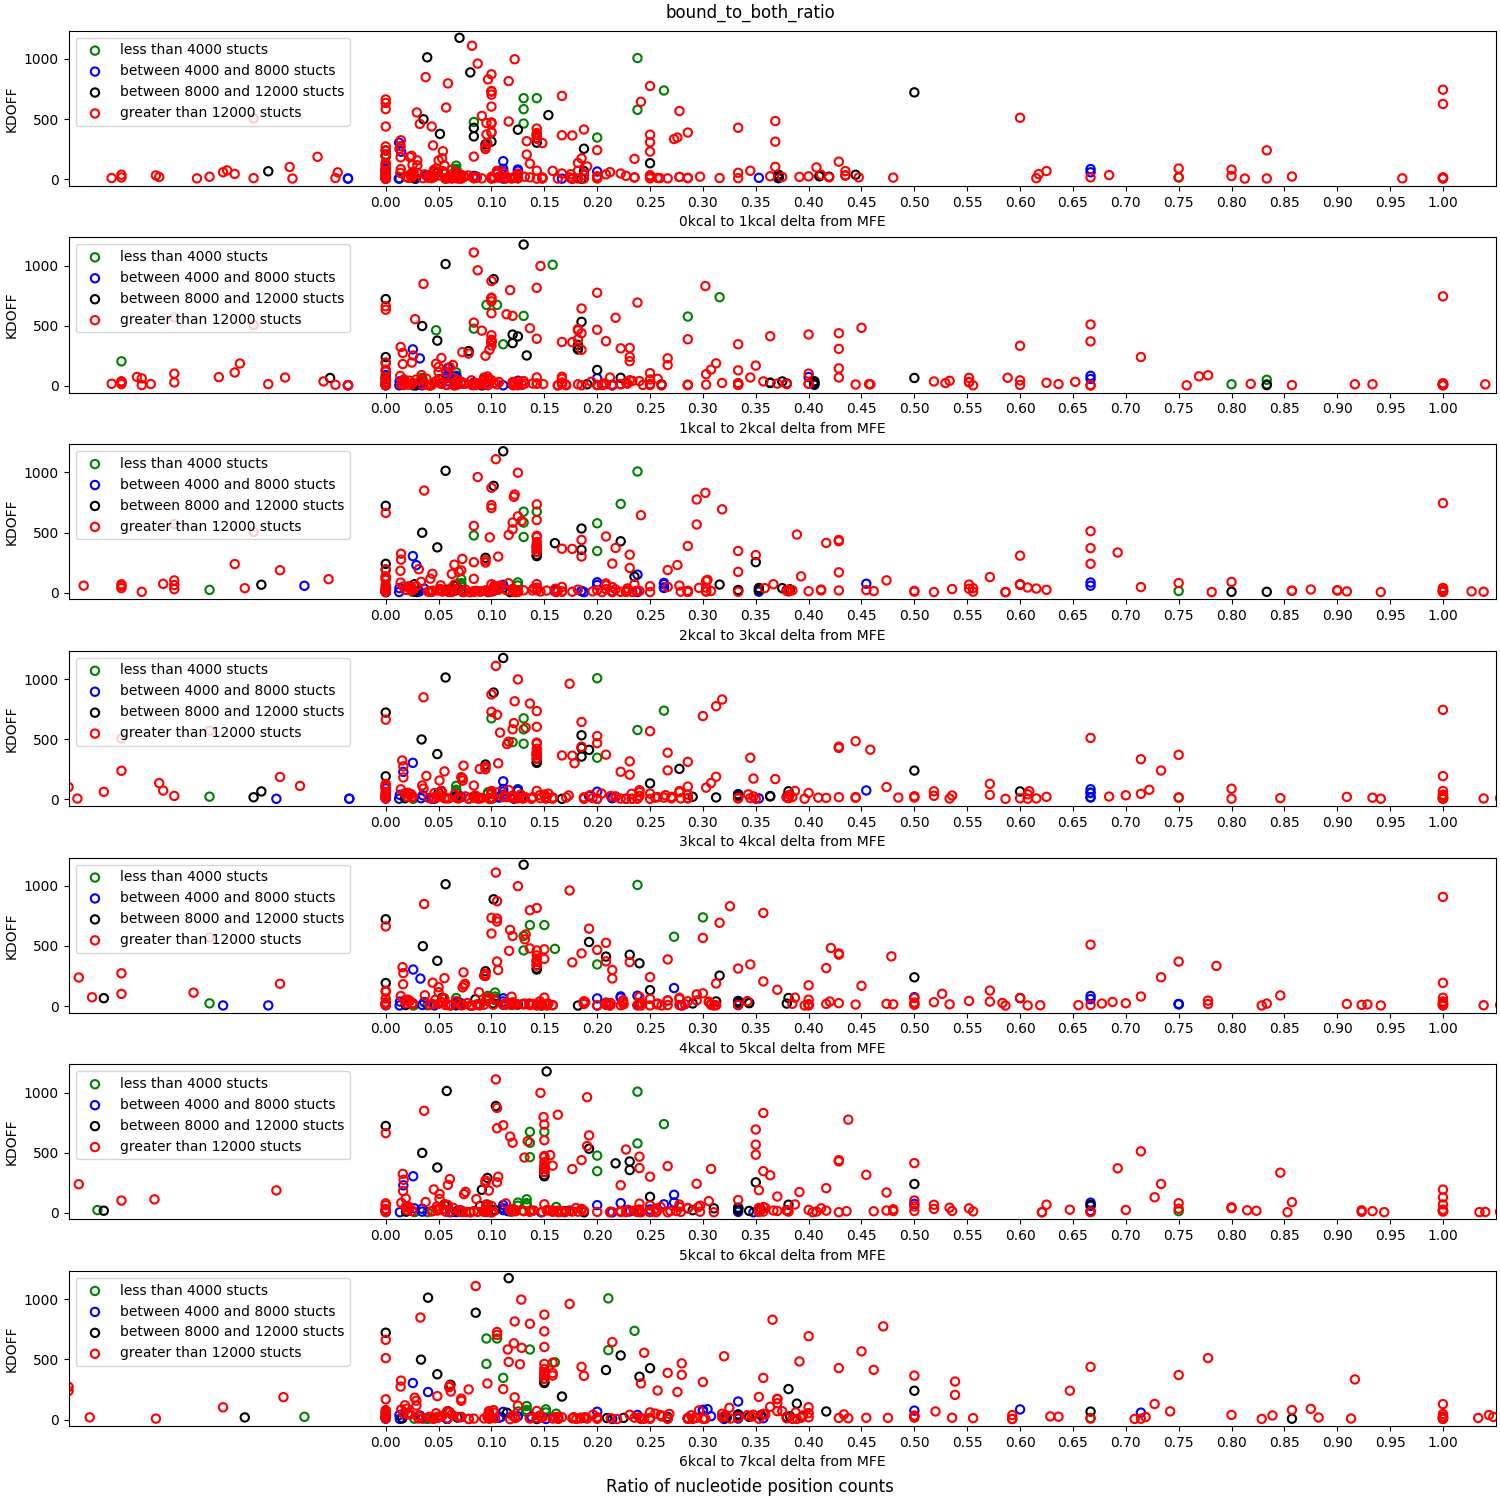 bound_to_both_ratio
less than 4000 stucts
between 4000 and 8000 stucts
between 8000 and 12000 stucts
greater than 12000 stucts
KDOFF
1000
500
0
0.00 0.05 0.10 0.15 0.20 0.25 0.30 0.35 0.40 0.45 0.50 0.55 0.60 0.65 0.70 0.75 0.80 0.85 0.90 0.95 1.00
0kcal to 1kcal delta from MFE
less than 4000 stucts
between 4000 and 8000 stucts
between 8000 and 12000 stucts
greater than 12000 stucts
KDOFF
1000
500
0
0.00 0.05 0.10 0.15 0.20 0.25 0.30 0.35 0.40 0.45 0.50 0.55 0.60 0.65 0.70 0.75 0.80 0.85 0.90 0.95 1.00
1kcal to 2kcal delta from MFE
less than 4000 stucts
between 4000 and 8000 stucts
between 8000 and 12000 stucts
greater than 12000 stucts
KDOFF
1000
500
0
0.00 0.05 0.10 0.15 0.20 0.25 0.30 0.35 0.40 0.45 0.50 0.55 0.60 0.65 0.70 0.75 0.80 0.85 0.90 0.95 1.00
2kcal to 3kcal delta from MFE
less than 4000 stucts
between 4000 and 8000 stucts
between 8000 and 12000 stucts
greater than 12000 stucts
KDOFF
1000
500
0
0.00 0.05 0.10 0.15 0.20 0.25 0.30 0.35 0.40 0.45 0.50 0.55 0.60 0.65 0.70 0.75 0.80 0.85 0.90 0.95 1.00
3kcal to 4kcal delta from MFE
less than 4000 stucts
between 4000 and 8000 stucts
between 8000 and 12000 stucts
greater than 12000 stucts
KDOFF
1000
500
0
0.00 0.05 0.10 0.15 0.20 0.25 0.30 0.35 0.40 0.45 0.50 0.55 0.60 0.65 0.70 0.75 0.80 0.85 0.90 0.95 1.00
4kcal to 5kcal delta from MFE
less than 4000 stucts
between 4000 and 8000 stucts
between 8000 and 12000 stucts
greater than 12000 stucts
KDOFF
1000
500
0
0.00 0.05 0.10 0.15 0.20 0.25 0.30 0.35 0.40 0.45 0.50 0.55 0.60 0.65 0.70 0.75 0.80 0.85 0.90 0.95 1.00
5kcal to 6kcal delta from MFE
less than 4000 stucts
between 4000 and 8000 stucts
between 8000 and 12000 stucts
greater than 12000 stucts
KDOFF
1000
500
0
0.00 0.05 0.10 0.15 0.20 0.25 0.30 0.35 0.40 0.45 0.50 0.55 0.60 0.65 0.70 0.75 0.80 0.85 0.90 0.95 1.00
6kcal to 7kcal delta from MFE
Ratio of nucleotide position counts